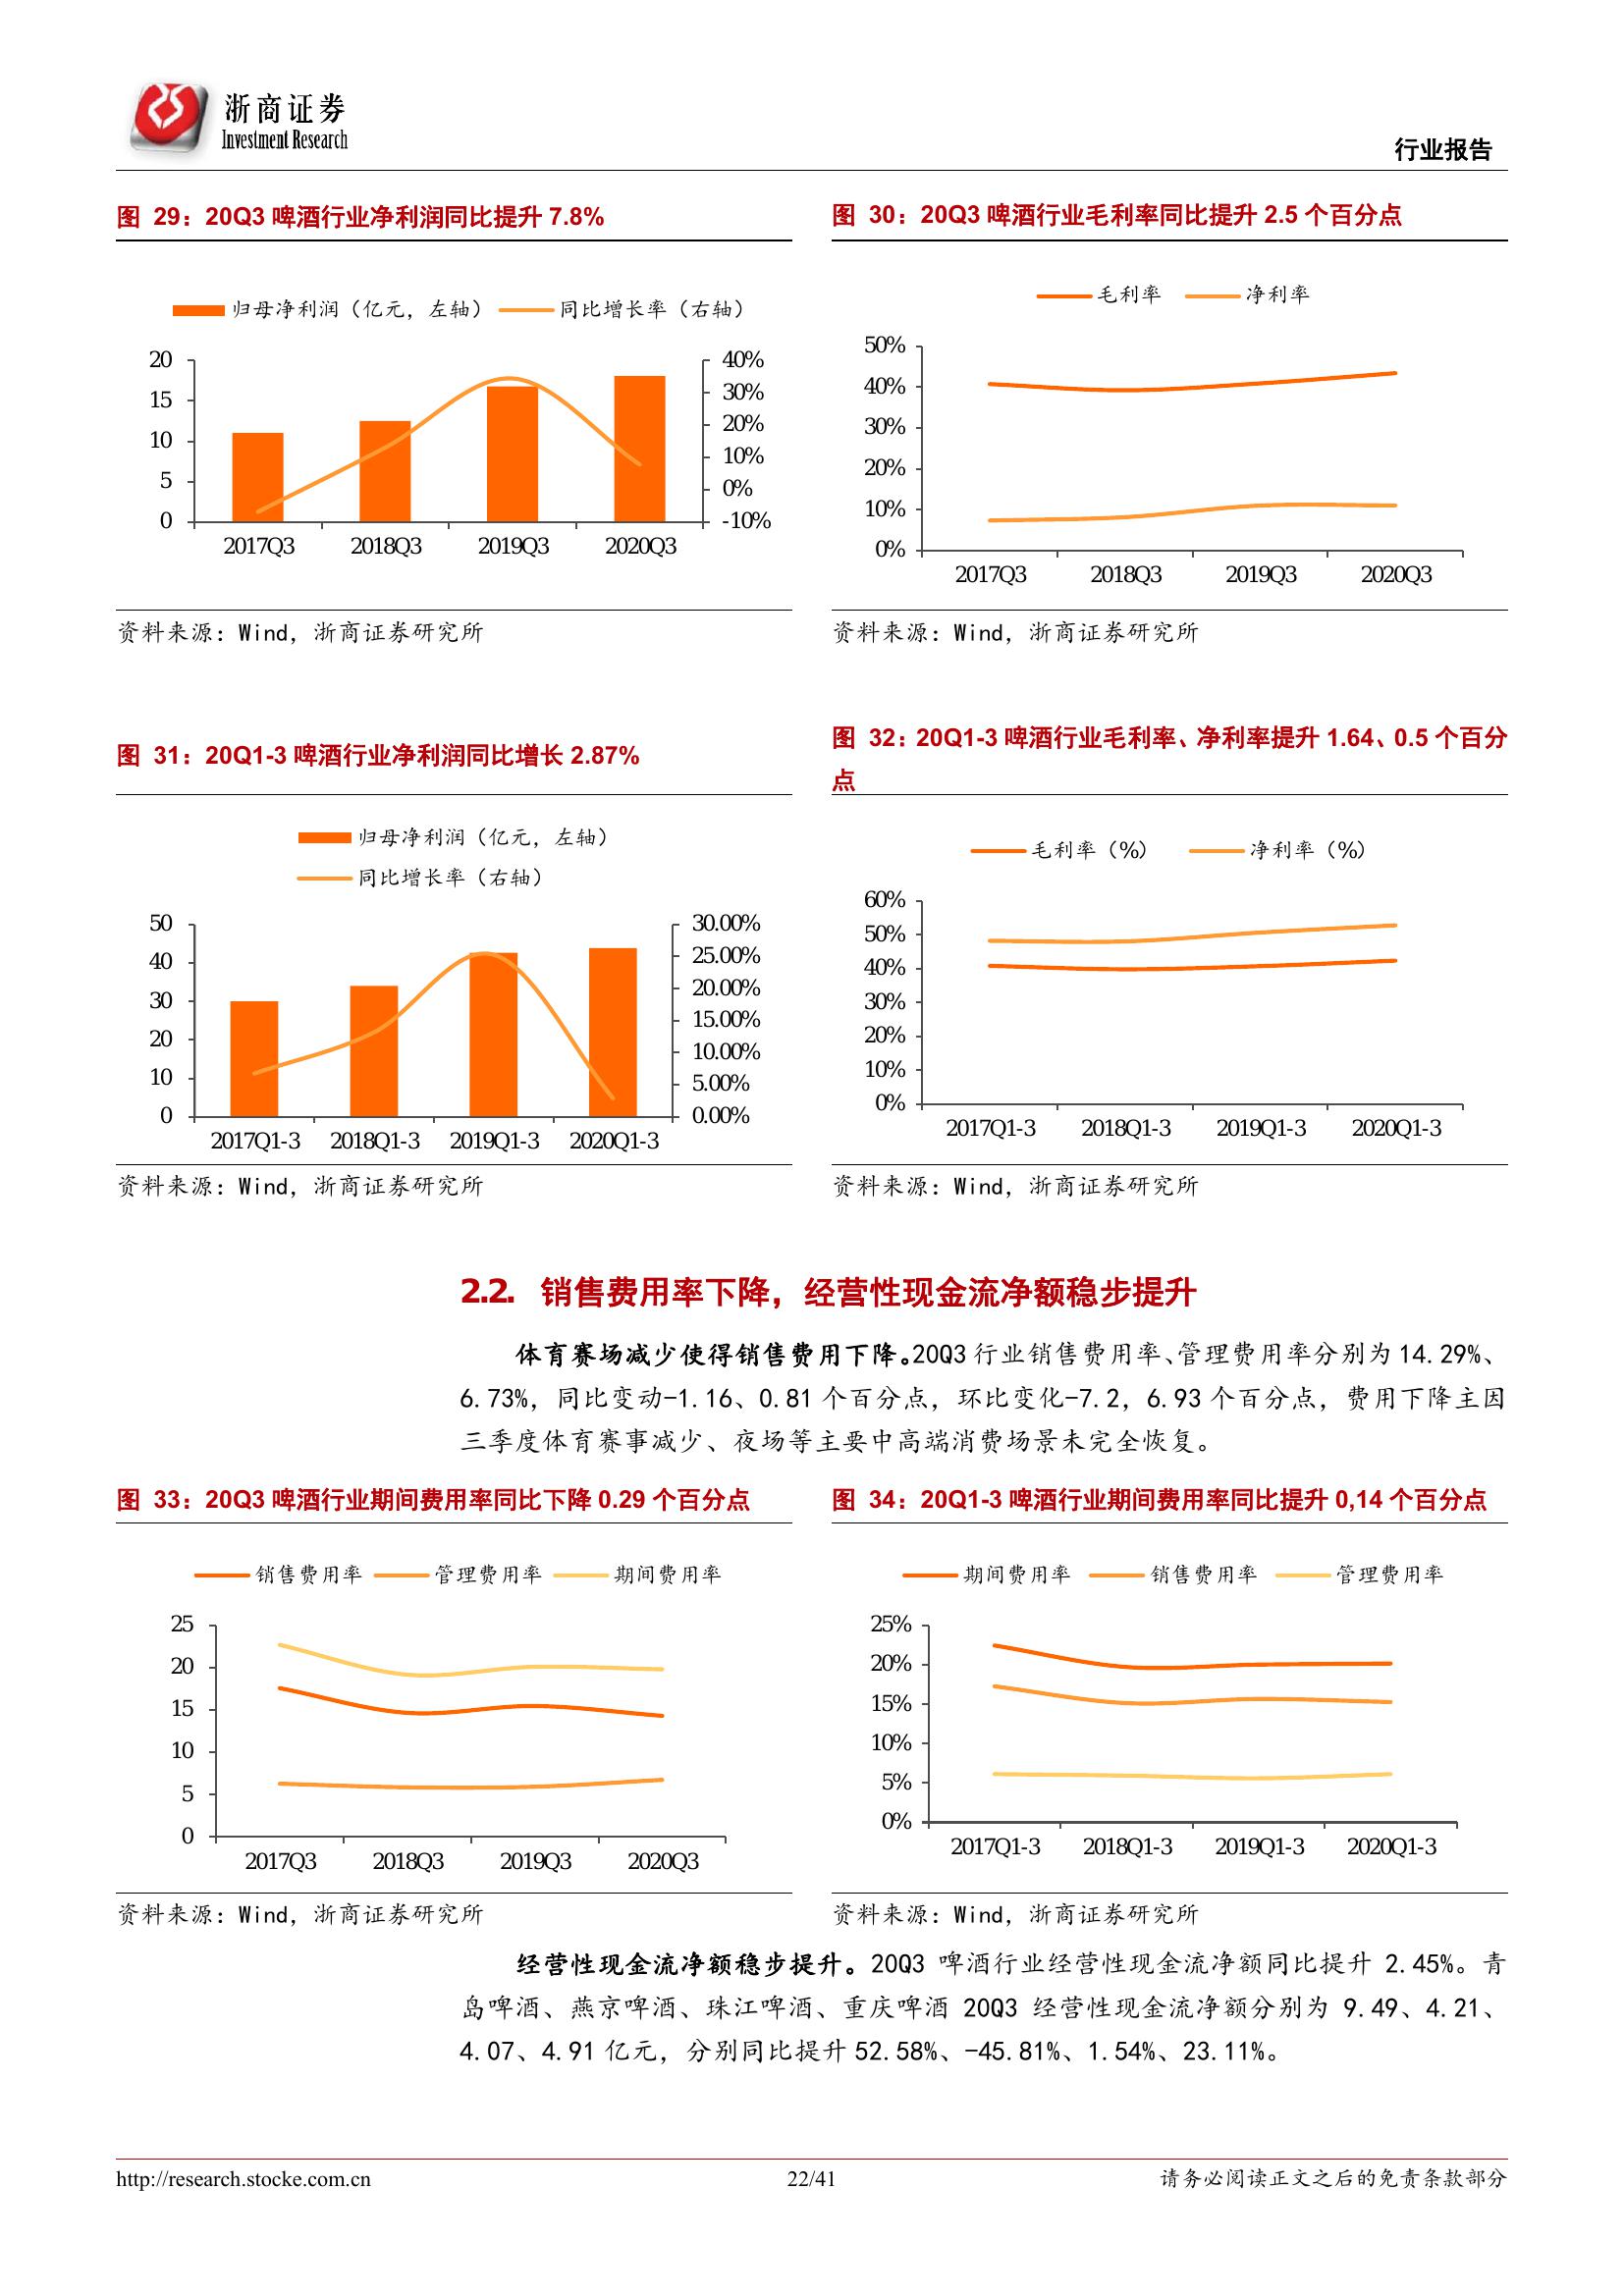 浙商证券
Investment Research
行业报告
图 29：20Q3 啤酒行业净利润同比提升 7.8%
归母净利润（亿元，左轴） 同比增长率（右轴）
20
15
10
5
0
40%
30%
20%
10%
0%
-10%
2017Q3 2018Q3 2019Q3 2020Q3
资料来源：Wind，浙商证券研究所
图 30：20Q3 啤酒行业毛利率同比提升 2.5 个百分点
毛利率 净利率
50%
40%
30%
20%
10%
0%
2017Q3 2018Q3 2019Q3 2020Q3
资料来源：Wind，浙商证券研究所
图 31：20Q1-3 啤酒行业净利润同比增长 2.87%
归母净利润（亿元，左轴）
同比增长率（右轴）
50
40
30
20
10
0
30.00%
25.00%
20.00%
15.00%
10.00%
5.00%
0.00%
2017Q1-3 2018Q1-3 2019Q1-3 2020Q1-3
资料来源：Wind，浙商证券研究所
图 32：20Q1-3 啤酒行业毛利率、净利率提升 1.64、0.5 个百分
点
毛利率（%） 净利率（%）
60%
50%
40%
30%
20%
10%
0%
2017Q1-3 2018Q1-3 2019Q1-3 2020Q1-3
资料来源：Wind，浙商证券研究所
2.2. 销售费用率下降，经营性现金流净额稳步提升
体育赛场减少使得销售费用下降。20Q3 行业销售费用率、管理费用率分别为 14.29%、
6.73%，同比变动-1.16、0.81 个百分点，环比变化-7.2，6.93 个百分点，费用下降主因
三季度体育赛事减少、夜场等主要中高端消费场景未完全恢复。
图 33：20Q3 啤酒行业期间费用率同比下降 0.29 个百分点
销售费用率 管理费用率 期间费用率
25
20
15
10
5
0
2017Q3 2018Q3 2019Q3 2020Q3
资料来源：Wind，浙商证券研究所
图 34：20Q1-3 啤酒行业期间费用率同比提升 0,14 个百分点
期间费用率 销售费用率 管理费用率
25%
20%
15%
10%
5%
0%
2017Q1-3 2018Q1-3 2019Q1-3 2020Q1-3
资料来源：Wind，浙商证券研究所
经营性现金流净额稳步提升。20Q3 啤酒行业经营性现金流净额同比提升 2.45%。青
岛啤酒、燕京啤酒、珠江啤酒、重庆啤酒 20Q3 经营性现金流净额分别为 9.49、4.21、
4.07、4.91 亿元，分别同比提升 52.58%、-45.81%、1.54%、23.11%。
http://research.stocke.com.cn 22/41 请务必阅读正文之后的免责条款部分